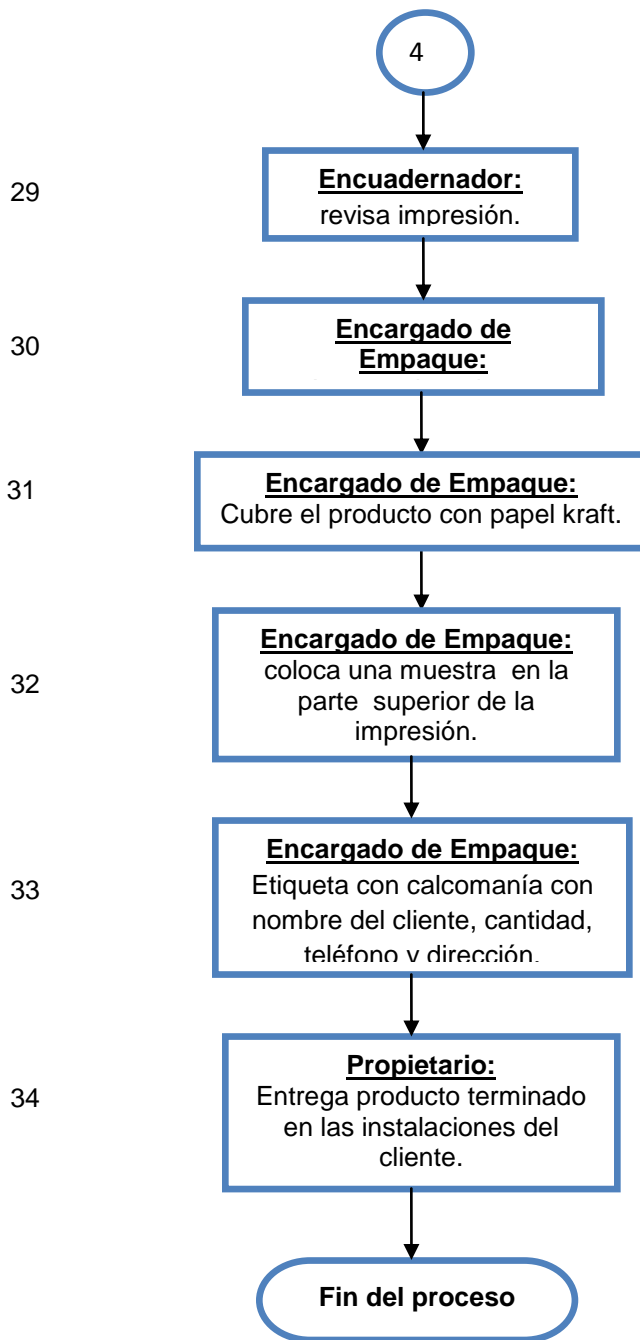 4
29
Encuadernador:
revisa impresión.
30
Encargado de
Empaque:
31
Encargado de Empaque:
Cubre el producto con papel kraft.
32
Encargado de Empaque:
coloca una muestra en la
parte superior de la
impresión.
33
Encargado de Empaque:
Etiqueta con calcomanía con
nombre del cliente, cantidad,
teléfono y dirección.
34
Propietario:
Entrega producto terminado
en las instalaciones del
cliente.
Fin del proceso